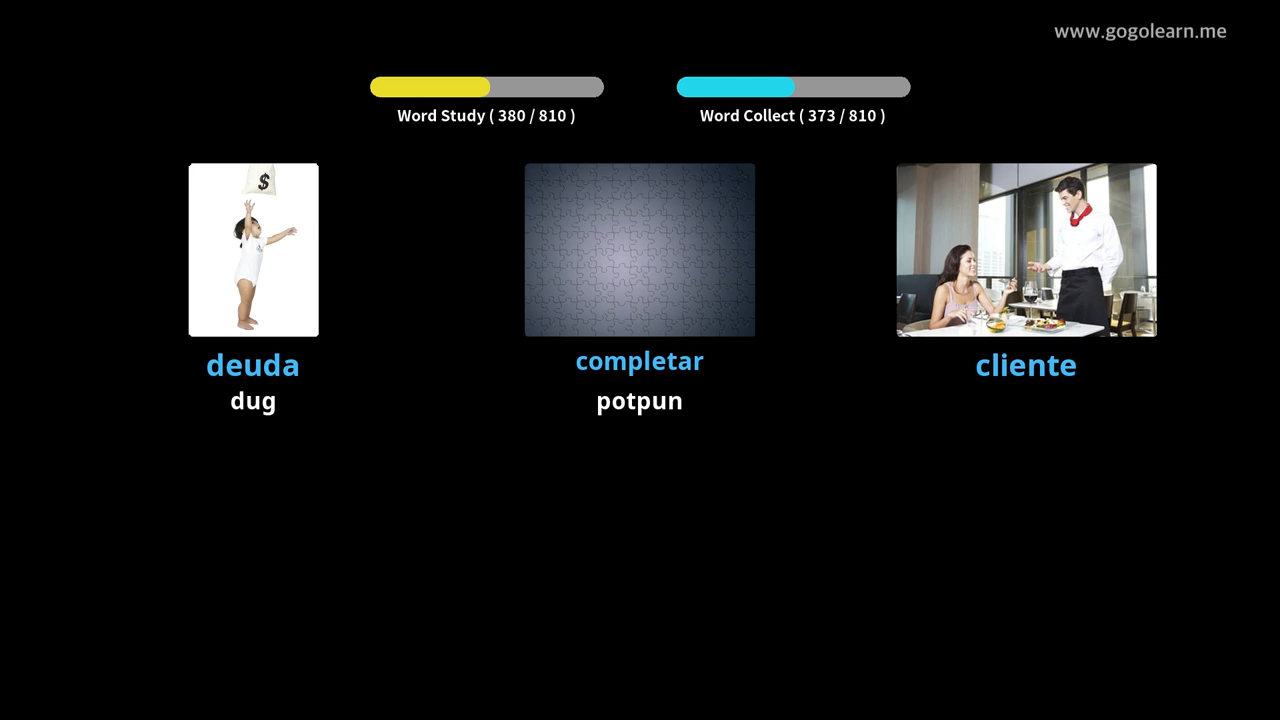 www.gogolearn.me
Word Study ( 380 / 810 )
Word Collect ( 373 / 810 )
$
deuda
completar
cliente
dug
potpun